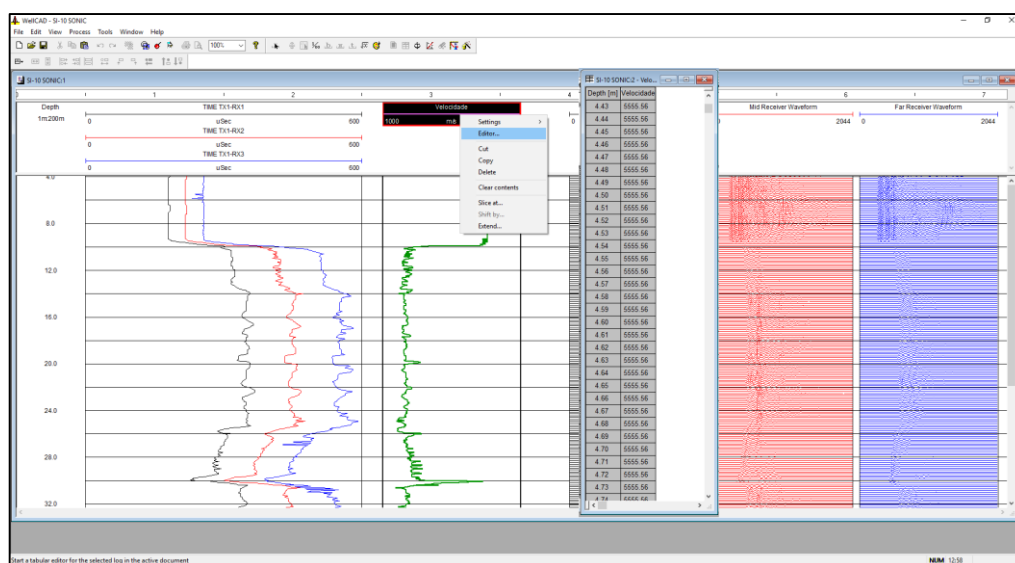 WellCAD - SI-10 SONIC
File Edit View Process Tools Window Help
100%
SI-10 SONIC:1
1 2 3 4 6 7
Depth
1m:200m
TIME TX1-RX1
0 uSec 600
TIME TX1-RX2
0 uSec 600
TIME TX1-RX3
0 uSec 600
Velocidade
1000
Settings
Editor...
Cut
Copy
Delete
Clear contents
Slice at...
Shift by...
Extend...
SI-10 SONIC:2 - Velo...
Depth [m] Velocidade
4.43 5555.56
4.44 5555.56
4.45 5555.56
4.46 5555.56
4.47 5555.56
4.48 5555.56
4.49 5555.56
4.50 5555.56
4.51 5555.56
4.52 5555.56
4.53 5555.56
4.54 5555.56
4.55 5555.56
4.56 5555.56
4.57 5555.56
4.58 5555.56
4.59 5555.56
4.60 5555.56
4.61 5555.56
4.62 5555.56
4.63 5555.56
4.64 5555.56
4.65 5555.56
4.66 5555.56
4.67 5555.56
4.68 5555.56
4.69 5555.56
4.70 5555.56
4.71 5555.56
4.72 5555.56
4.73 5555.56
4.74 5555.56
Mid Receiver Waveform
2044
Far Receiver Waveform
0 2044
8.0
12.0
16.0
20.0
24.0
28.0
32.0
Start a tabular editor for the selected log in the active document
NUM 12:58